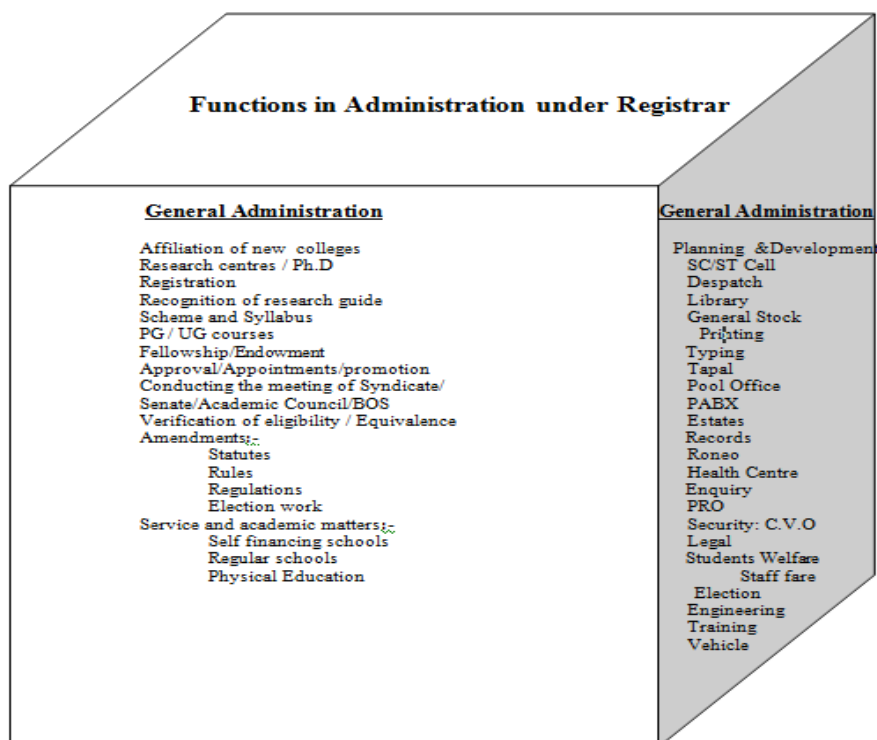 Functions in Administration under Registrar
General Administration
Affiliation of new colleges
Research centres / Ph.D
Registration
Recognition of research guide
Scheme and Syllabus
PG / UG courses
Fellowship/Endowment
Approval/Appointments/promotion
Conducting the meeting of Syndicate/
Senate/Academic Council/BOS
Verification of eligibility / Equivalence
Amendments:-
Statutes
Rules
Regulations
Election work
Service and academic matters:-
Self financing schools
Regular schools
Physical Education
General Administration
Planning &Development
SC/ST Cell
Despatch
Library
General Stock
Printing
Typing
Tapal
Pool Office
PABX
Estates
Records
Roneo
Health Centre
Enquiry
PRO
Security: C.V.O
Legal
Students Welfare
Staff fare
Election
Engineering
Training
Vehicle